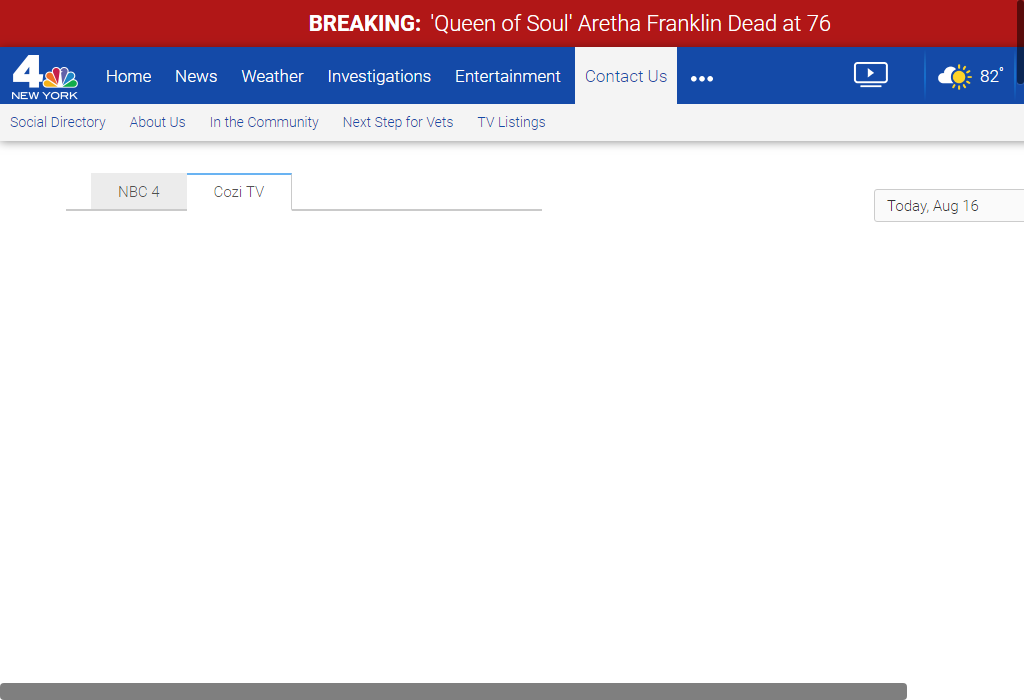 BREAKING: 'Queen of Soul' Aretha Franklin Dead at 76
4
NEW YORK
Home News Weather Investigations Entertainment Contact Us ••• 82°
Social Directory About Us In the Community Next Step for Vets TV Listings
NBC 4 Cozi TV
Today, Aug 16